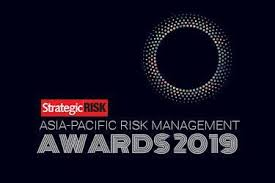 StrategicRISK
ASIA-PACIFIC RISK MANAGEMENT
AWARDS 2019